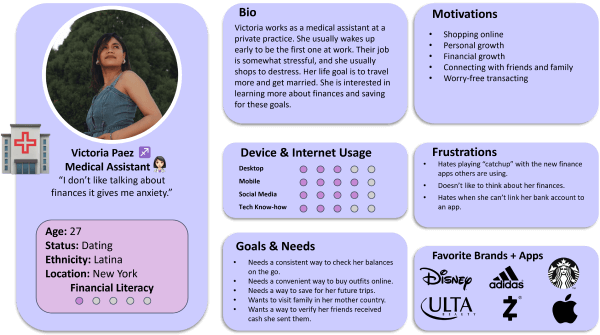 Victoria Paez
Medical Assistant
“I don’t like talking about
finances it gives me anxiety.”
Age: 27
Status: Dating
Ethnicity: Latina
Location: New York
Financial Literacy
Bio
Victoria works as a medical assistant at a
private practice. She usually wakes up
early to be the first one at work. Their job
is somewhat stressful, and she usually
shops to destress. Her life goal is to travel
more and get married. She is interested in
learning more about finances and saving
for these goals.
Device & Internet Usage
Desktop
Mobile
Social Media
Tech Know-how
Goals & Needs
• Needs a consistent way to check her balances
on the go.
• Needs a convenient way to buy outfits online.
• Needs a way to save for her future trips.
• Wants to visit family in her mother country.
• Wants a way to verify her friends received
cash she sent them.
Motivations
• Shopping online
• Personal growth
• Financial growth
• Connecting with friends and family
• Worry-free transacting
Frustrations
• Hates playing “catchup” with the new finance
apps others are using.
• Doesn’t like to think about her finances.
• Hates when she can’t link her bank account to
an app.
Favorite Brands + Apps
Disney
adidas
ULTA
BEAUTY
Z